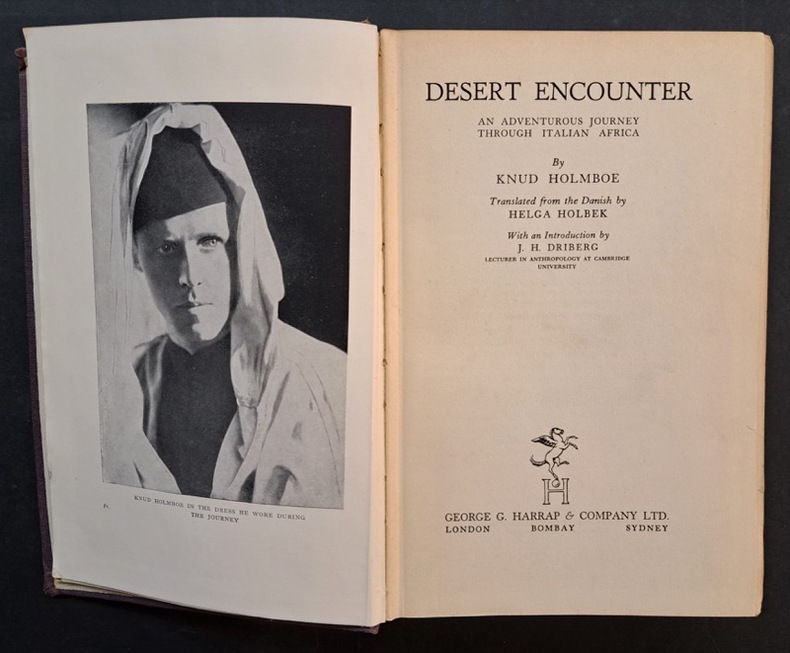 KNUD HOLMBOE IN THE DRESS HE WORE DURING
THE JOURNEY
Fr.
DESERT ENCOUNTER
AN ADVENTUROUS JOURNEY
THROUGH ITALIAN AFRICA
By
KNUD HOLMBOE
Translated from the Danish by
HELGA HOLBEK
With an Introduction by
J. H. DRIBERG
LECTURER IN ANTHROPOLOGY AT CAMBRIDGE
UNIVERSITY
H
GEORGE G. HARRAP & COMPANY LTD.
LONDON BOMBAY SYDNEY